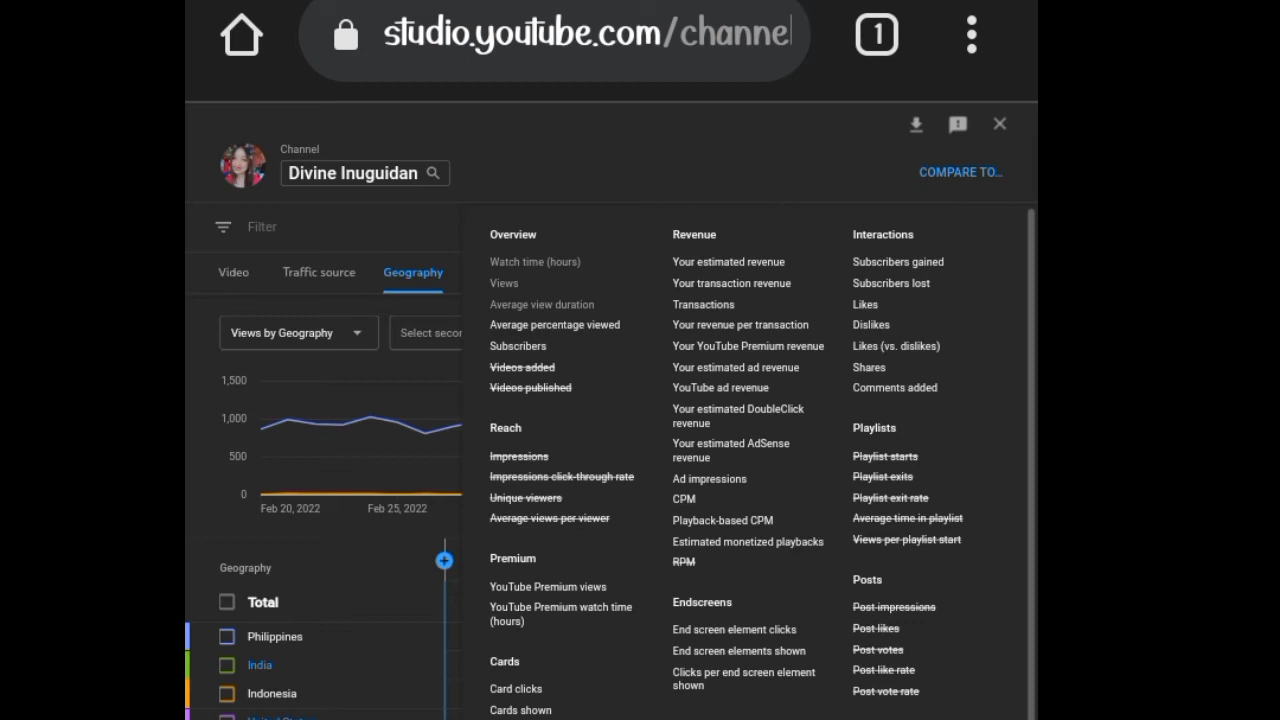 studio.youtube.com/channel
1
Channel
Divine Inuguidan
COMPARE TO...
Filter
Video
Traffic source
Geography
Views by Geography
Select secon
1,500
1,000
500
0
Feb 20, 2022
Feb 25, 2022
Geography
Total
Philippines
India
Indonesia
United States
Overview
Watch time (hours)
Views
Average view duration
Average percentage viewed
Subscribers
Videos added
Videos published
Reach
Impressions
Impressions click-through rate
Unique viewers
Average views per viewer
Premium
YouTube Premium views
YouTube Premium watch time
(hours)
Cards
Card clicks
Cards shown
Revenue
Your estimated revenue
Your transaction revenue
Transactions
Your revenue per transaction
Your YouTube Premium revenue
Your estimated ad revenue
YouTube ad revenue
Your estimated DoubleClick
revenue
Your estimated AdSense
revenue
Ad impressions
CPM
Playback-based CPM
Estimated monetized playbacks
RPM
Endscreens
End screen element clicks
End screen elements shown
Clicks per end screen element
shown
Interactions
Subscribers gained
Subscribers lost
Likes
Dislikes
Likes (vs. dislikes)
Shares
Comments added
Playlists
Playlist starts
Playlist exits
Playlist exit rate
Average time in playlist
Views per playlist start
Posts
Post impressions
Post likes
Post votes
Post like rate
Post vote rate